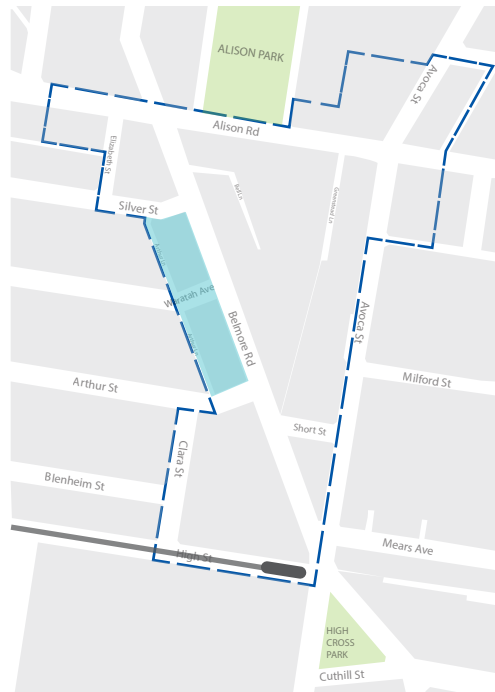 ALISON PARK
Avoca St
Alison Rd
Elizabeth St
Silver St
Waratah Ave
Belmore Rd
Avoca St
Arthur St
Milford St
Short St
Clara St
Blenheim St
Mears Ave
High St
HIGH
CROSS
PARK
Cuthill St